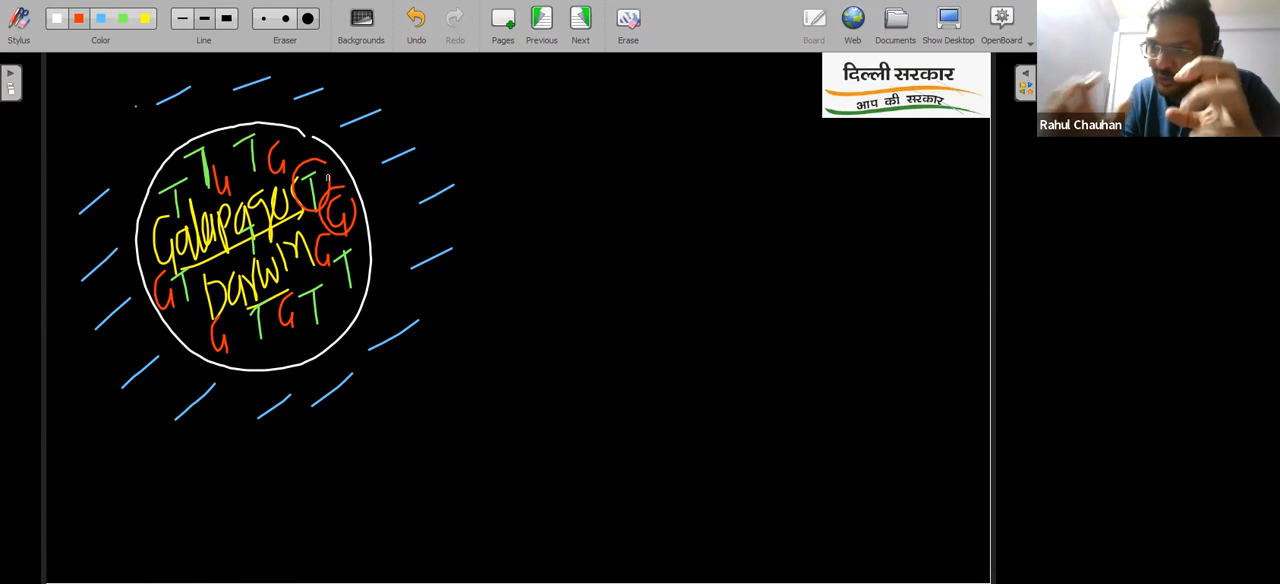 Stylus
Color
Line
Eraser
Backgrounds
Undo
Redo
Pages
Previous
Next
Erase
Board
Web
Documents
Show Desktop
OpenBoard
Rahul Chauhan
दिल्ली सरकार
आप की सरकार
T T T G
G T
Galapagus
G
T
Darwin G
G T T
G T G T